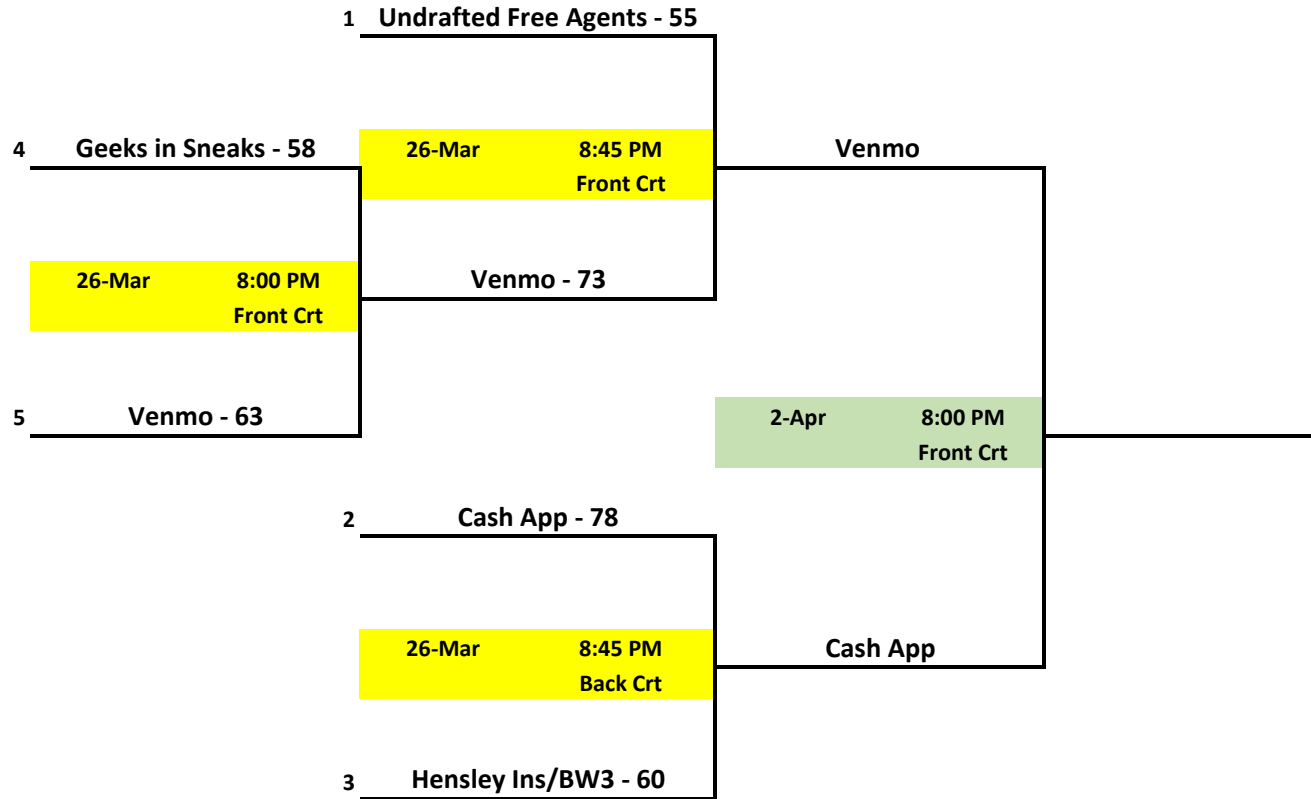 1 Undrafted Free Agents - 55
4 Geeks in Sneaks - 58
26-Mar 8:45 PM
Front Crt
Venmo
26-Mar 8:00 PM
Front Crt
Venmo - 73
5 Venmo - 63
2-Apr 8:00 PM
Front Crt
2 Cash App - 78
26-Mar 8:45 PM
Back Crt
Cash App
3 Hensley Ins/BW3 - 60